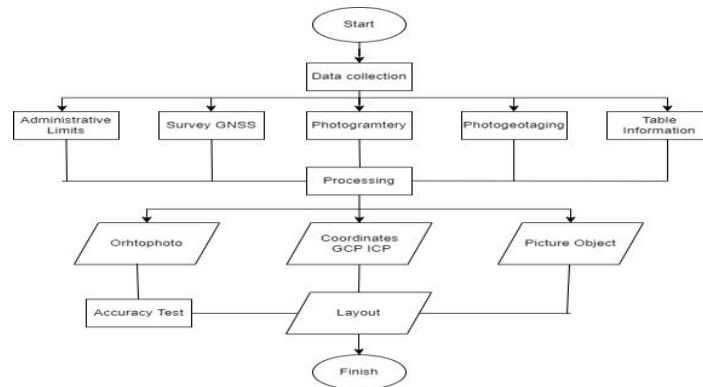 Start
Data collection
Administrative
Limits
Survey GNSS
Photogramtery
Photogeotaging
Table
Information
Processing
Orhtophoto
Coordinates
GCP ICP
Picture Object
Accuracy Test
Layout
Finish